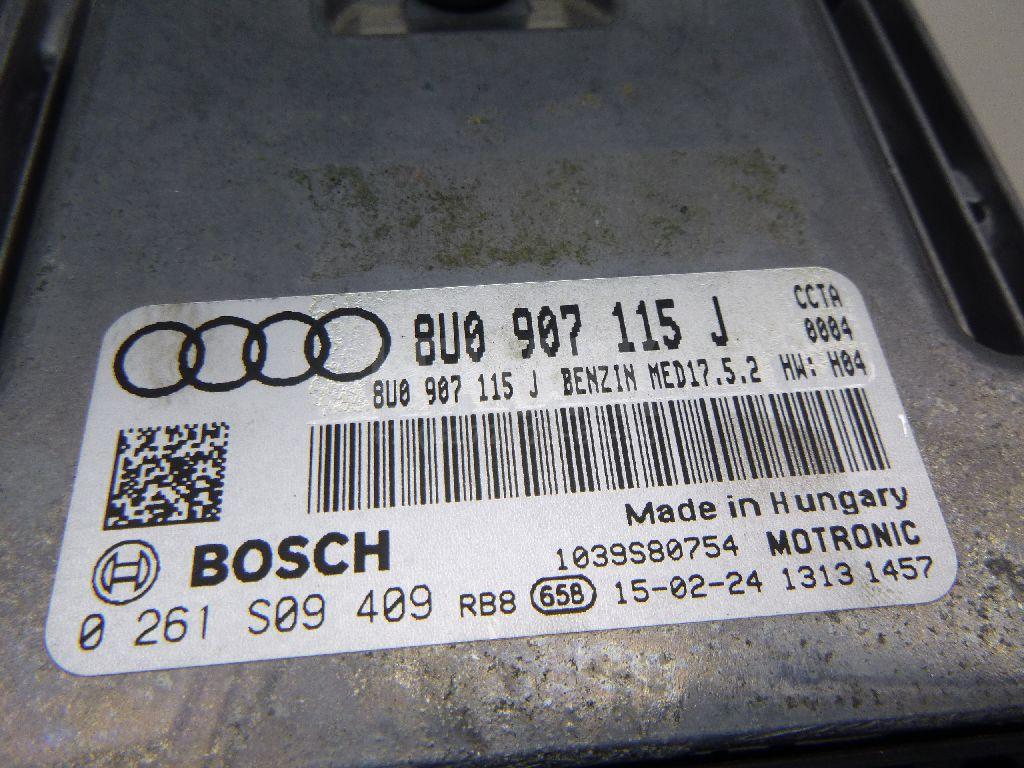 8U0 907 115 J
CCTA
0004
8U0 907 115 J BENZIN MED17.5.2 HW: H04
Made in Hungary
BOSCH
1039S80754 MOTRONIC
0 261 S09 409 RB8 658 15-02-24 1313 1457